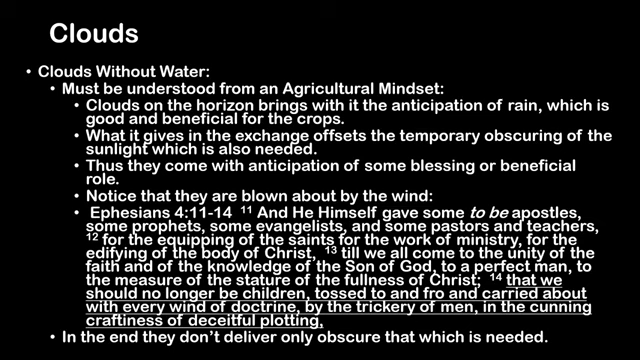 Clouds
• Clouds Without Water:
• Must be understood from an Agricultural Mindset:
• Clouds on the horizon brings with it the anticipation of rain, which is
good and beneficial for the crops.
• What it gives in the exchange offsets the temporary obscuring of the
sunlight which is also needed.
• Thus they come with anticipation of some blessing or beneficial
role.
• Notice that they are blown about by the wind:
• Ephesians 4:11-14 ¹¹ And He Himself gave some to be apostles,
some prophets, some evangelists, and some pastors and teachers,
¹² for the equipping of the saints for the work of ministry, for the
edifying of the body of Christ, ¹³ till we all come to the unity of the
faith and of the knowledge of the Son of God, to a perfect man, to
the measure of the stature of the fullness of Christ; ¹⁴ that we
should no longer be children, tossed to and fro and carried about
with every wind of doctrine, by the trickery of men, in the cunning
craftiness of deceitful plotting,
• In the end they don't deliver only obscure that which is needed.